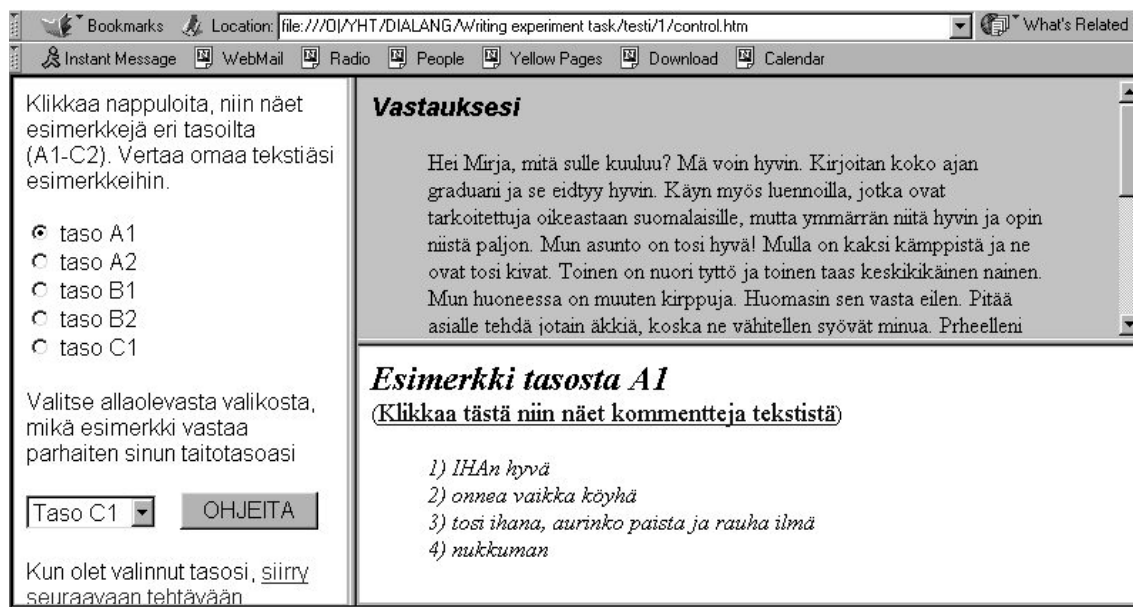 Bookmarks Location: file:///O|/YHT/DIALANG/Writing experiment task/testi/1/control.htm What's Related
Instant Message WebMail Radio People Yellow Pages Download Calendar
Klikkaa nappuloita, niin näet
esimerkkejä eri tasoilta
(A1-C2). Vertaa omaa tekstiäsi
esimerkkeihin.
taso A1
taso A2
taso B1
taso B2
taso C1
Valitse allaolevasta valikosta,
mikä esimerkki vastaa
parhaiten sinun taitotasoasi
Taso C1 OHJEITA
Kun olet valinnut tasosi, siirry
seuraavaan tehtävään
Vastauksesi
Hei Mirja, mitä sulle kuuluu? Mä voin hyvin. Kirjoitan koko ajan
graduani ja se eidtyy hyvin. Käyn myös luennoilla, jotka ovat
tarkoitettuja oikeastaan suomalaisille, mutta ymmärrän niitä hyvin ja opin
niistä paljon. Mun asunto on tosi hyvä! Mulla on kaksi kämppistä ja ne
ovat tosi kivat. Toinen on nuori tyttö ja toinen taas keskikikäinen nainen.
Mun huoneessa on muuten kirppuja. Huomasin sen vasta eilen. Pitää
asialle tehdä jotain äkkiä, koska ne vähitellen syövät minua. Prheelleni
Esimerkki tasosta A1
(Klikkaa tästä niin näet kommentteja tekstistä)
1) IHAn hyvä
2) onnea vaikka köyhä
3) tosi ihana, aurinko paista ja rauha ilmä
4) nukkuman